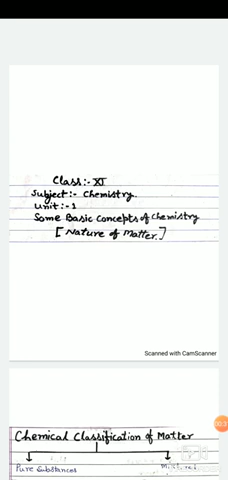 Class:- XI
Subject:- Chemistry.
Unit:- 1
Some Basic Concepts of Chemistry
[ Nature of Matter.]
Scanned with CamScanner
Chemical Classification of Matter
Pure Substances